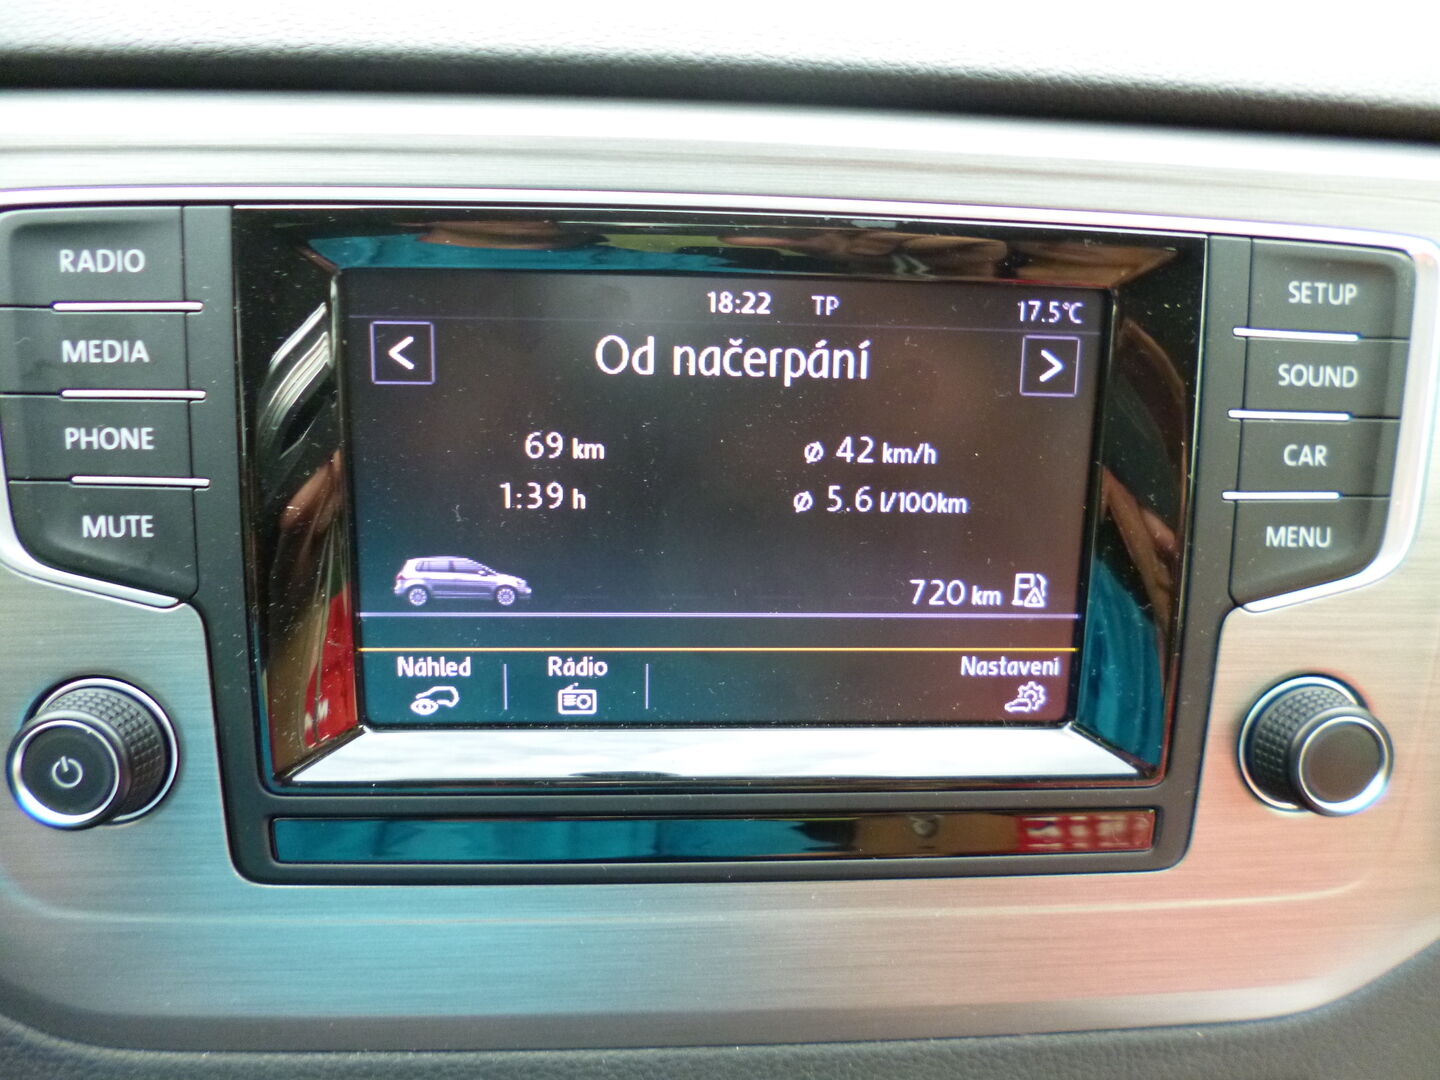 RADIO
MEDIA
PHONE
MUTE
18:22 TP 17.5°C
< Od načerpání >
69 km ø 42 km/h
1:39 h ø 5.6 l/100km
720 km
Náhled Rádio Nastavení
SETUP
SOUND
CAR
MENU